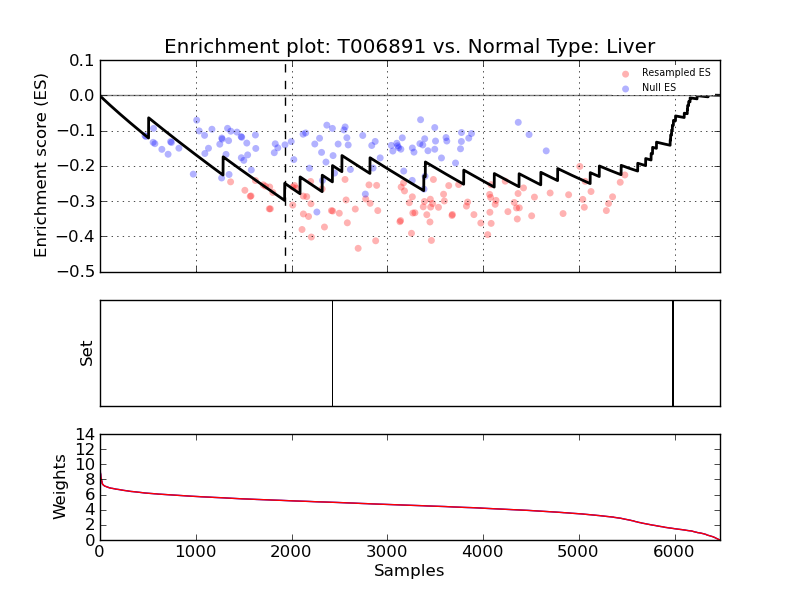 Enrichment plot: T006891 vs. Normal Type: Liver
Enrichment score (ES)
0.1
0.0
−0.1
−0.2
−0.3
−0.4
−0.5
Resampled ES
Null ES
Set
Weights
14
12
10
8
6
4
2
0
0 1000 2000 3000 4000 5000 6000
Samples